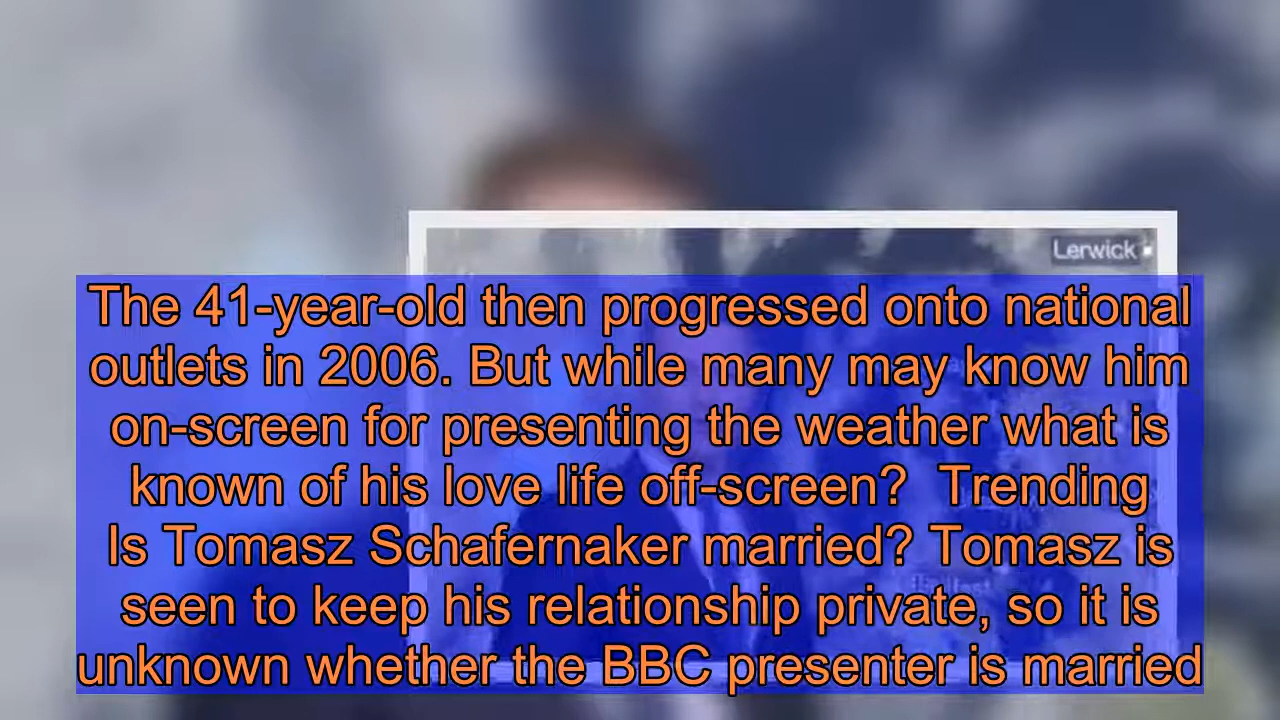 Lerwick
The 41-year-old then progressed onto national
outlets in 2006. But while many may know him
on-screen for presenting the weather what is
known of his love life off-screen?  Trending
Is Tomasz Schafernaker married? Tomasz is
seen to keep his relationship private, so it is
unknown whether the BBC presenter is married